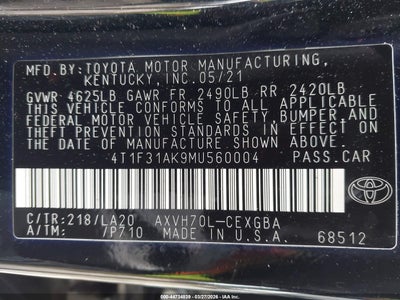 MFD.BY:TOYOTA MOTOR MANUFACTURING,
KENTUCKY, INC. 05/21
GVWR 4625LB GAWR FR 2490LB RR 2420LB
THIS VEHICLE CONFORMS TO ALL APPLICABLE
FEDERAL MOTOR VEHICLE SAFETY, BUMPER, AND
THEFT PREVENTION STANDARDS IN EFFECT ON
THE DATE OF MANUFACTURE SHOWN ABOVE.
4T1F31AK9MU560004 PASS.CAR
C/TR:218/LA20 AXVH70L-CEXGBA
A/TM: /P710 MADE IN U.S.A. 68512
TOYOTA
000-44734039 03/27/2026 IAA, Inc.